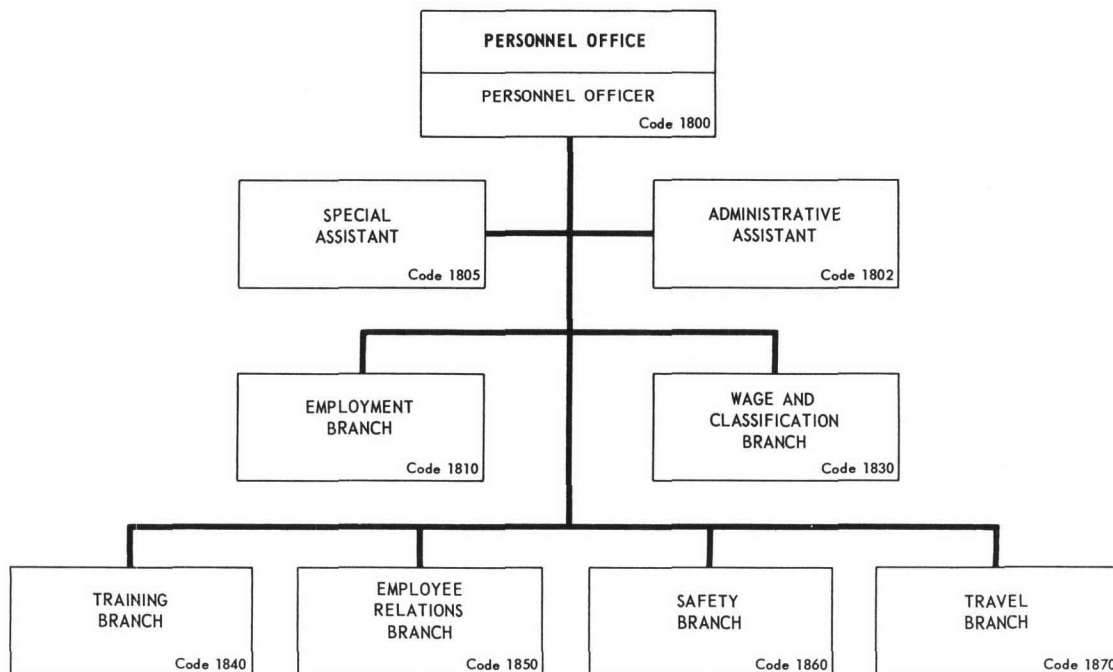 PERSONNEL OFFICE
PERSONNEL OFFICER
Code 1800
SPECIAL
ASSISTANT
Code 1805
ADMINISTRATIVE
ASSISTANT
Code 1802
EMPLOYMENT
BRANCH
Code 1810
WAGE AND
CLASSIFICATION
BRANCH
Code 1830
TRAINING
BRANCH
Code 1840
EMPLOYEE
RELATIONS
BRANCH
Code 1850
SAFETY
BRANCH
Code 1860
TRAVEL
BRANCH
Code 1870